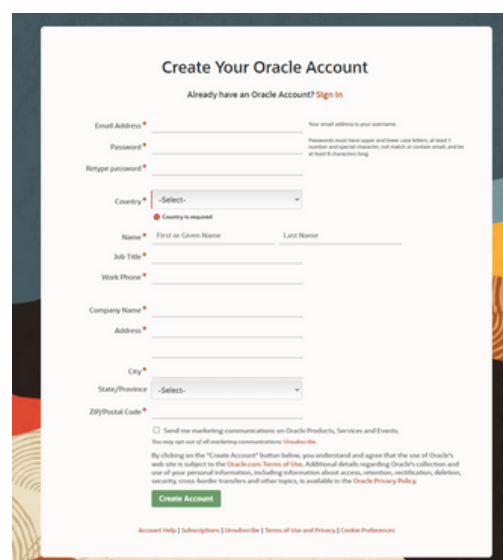 Create Your Oracle Account
Already have an Oracle Account? Sign In
Email Address *
Your email address is your username.
Password *
Passwords must have upper and lower case letters, at least 1
number and special character, not match or contain email, and be
at least 8 characters long.
Retype password *
Country *
-Select-
Country is required
Name *
First or Given Name
Last Name
Job Title *
Work Phone *
Company Name *
Address *
City *
State/Province
-Select-
ZIP/Postal Code *
Send me marketing communications on Oracle Products, Services and Events.
You may opt-out of all marketing communications: Unsubscribe.
By clicking on the "Create Account" button below, you understand and agree that the use of Oracle's
web site is subject to the Oracle.com Terms of Use. Additional details regarding Oracle's collection and
use of your personal information, including information about access, retention, rectification, deletion,
security, cross-border transfers and other topics, is available in the Oracle Privacy Policy.
Create Account
Account Help | Subscriptions | Unsubscribe | Terms of Use and Privacy | Cookie Preferences